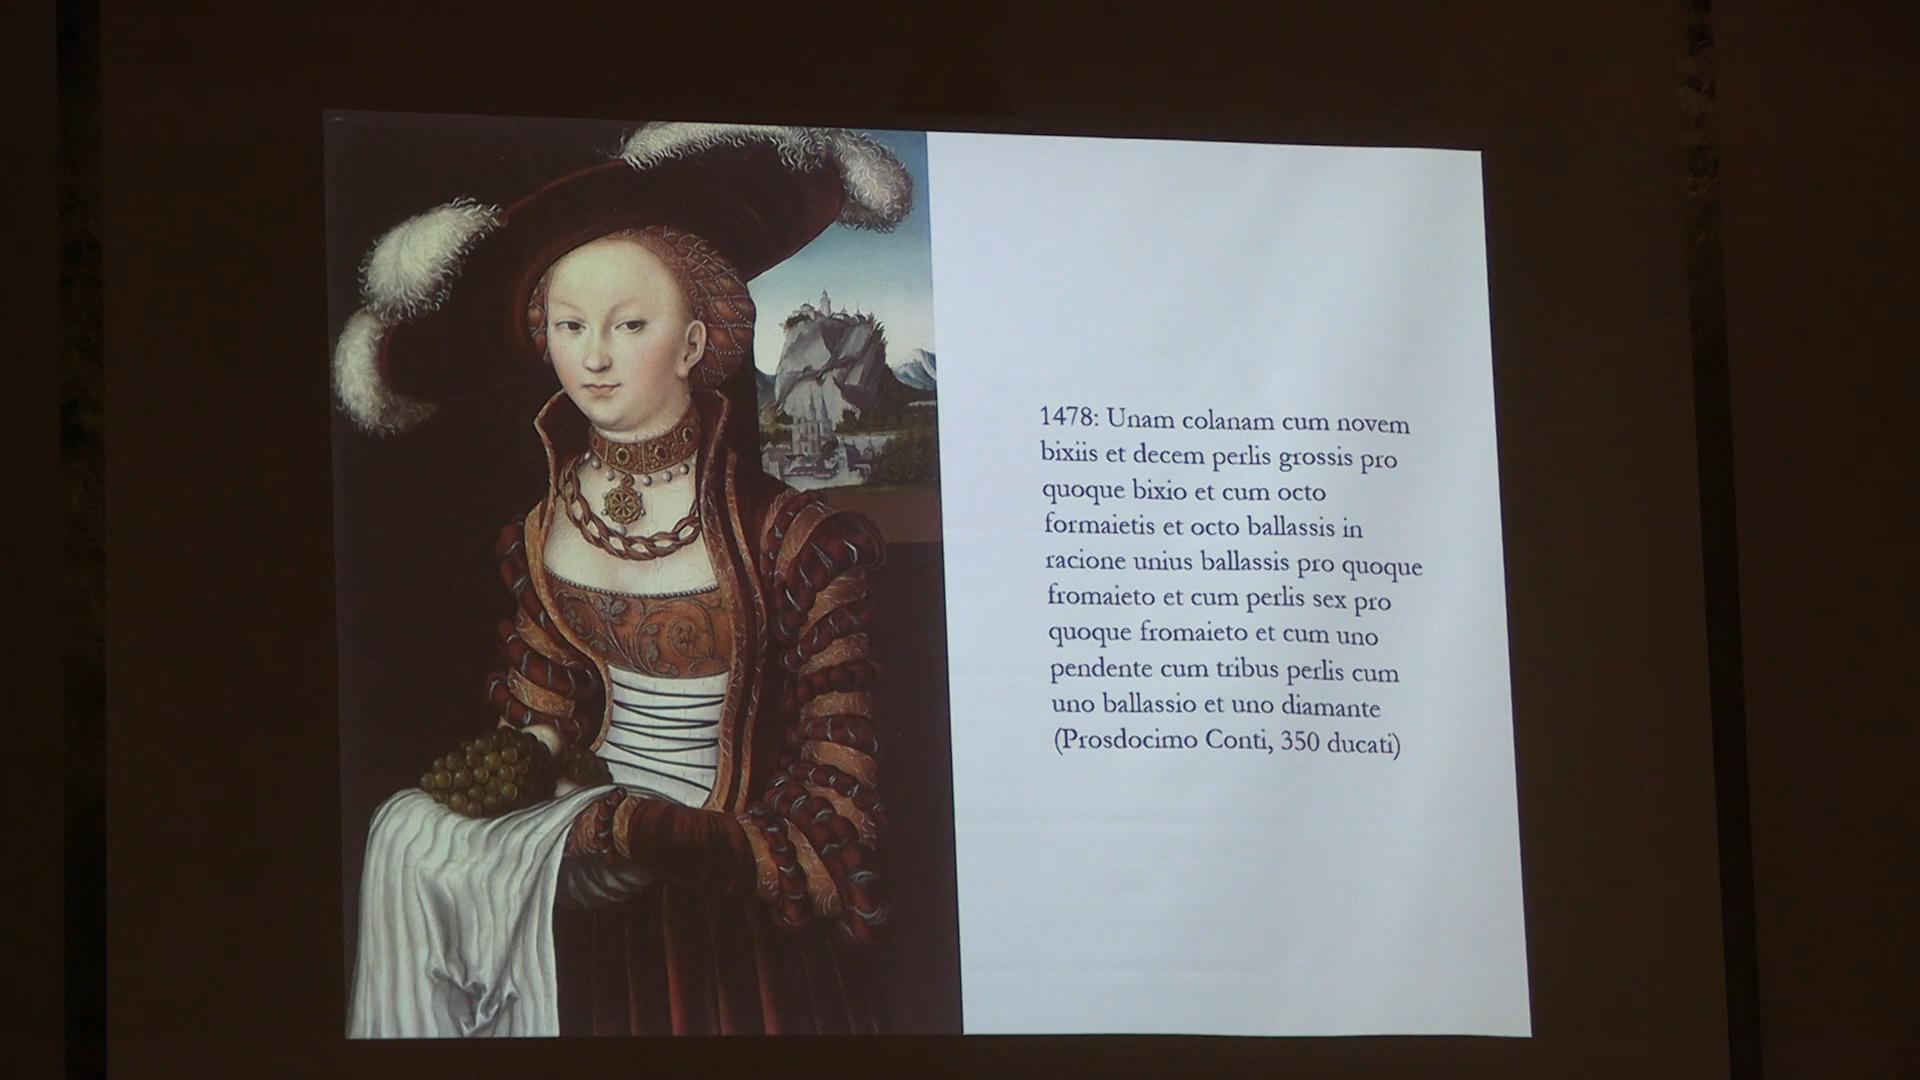 1478: Unam colanam cum novem
bixiis et decem perlis grossis pro
quoque bixio et cum octo
formaietis et octo ballassis in
racione unius ballassis pro quoque
fromaieto et cum perlis sex pro
quoque fromaieto et cum uno
pendente cum tribus perlis cum
uno ballassio et uno diamante
(Prosdocimo Conti, 350 ducati)